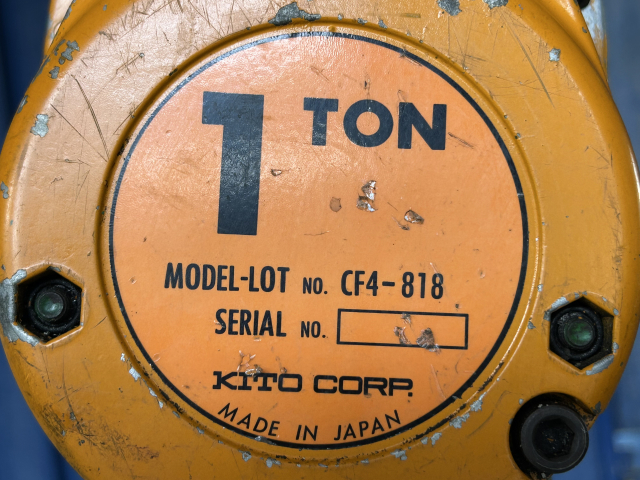 1 TON
MODEL-LOT NO. CF4-818
SERIAL NO.
KITO CORP.
MADE IN JAPAN